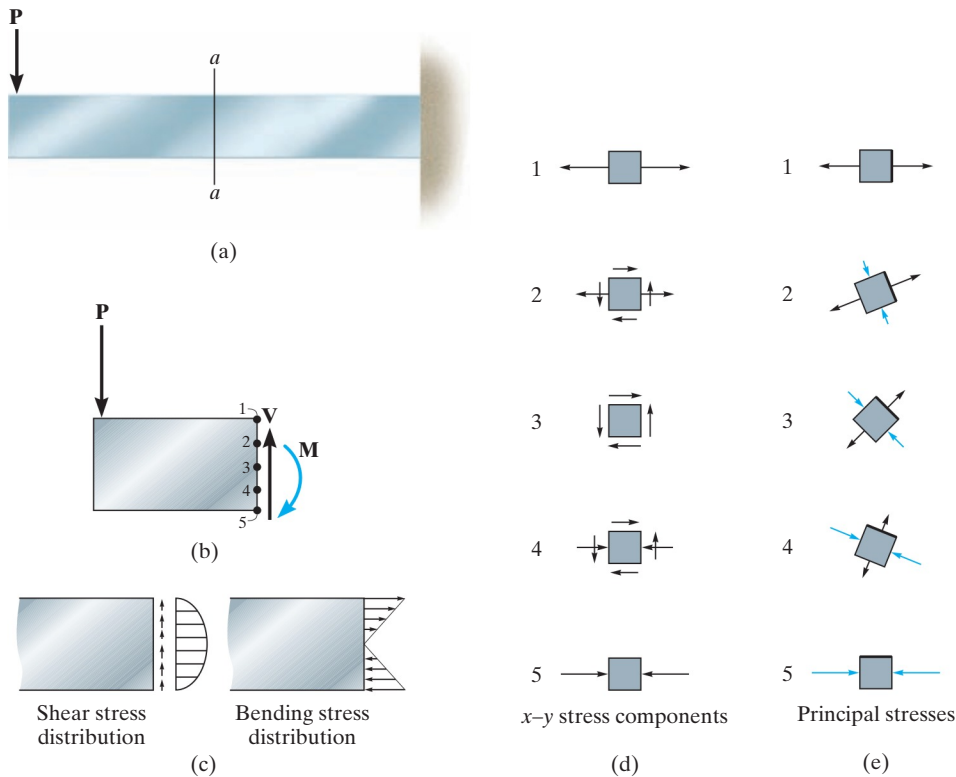 P
a
a
(a)
P
1
V
2
M
3
4
5
(b)
Shear stress
distribution
Bending stress
distribution
(c)
1
2
3
4
5
x–y stress components
(d)
1
2
3
4
5
Principal stresses
(e)